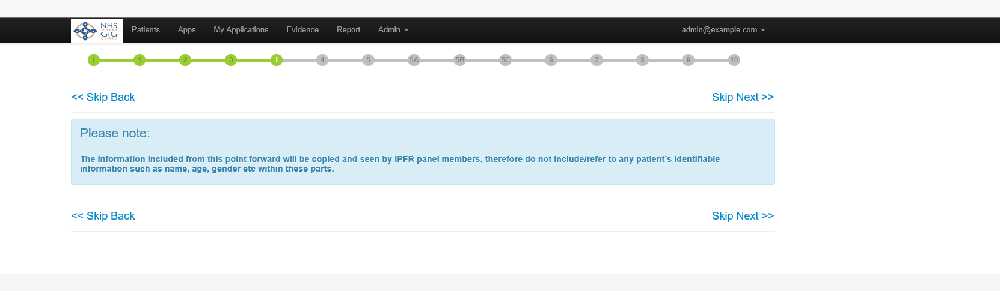 NHS
WALES
GIG
CYMRU
Patients Apps My Applications Evidence Report Admin admin@example.com
i 1 2 3 i 4 5 5A 5B 5C 6 7 8 9 10
<< Skip Back Skip Next >>
Please note:
The information included from this point forward will be copied and seen by IPFR panel members, therefore do not include/refer to any patient's identifiable
information such as name, age, gender etc within these parts.
<< Skip Back Skip Next >>